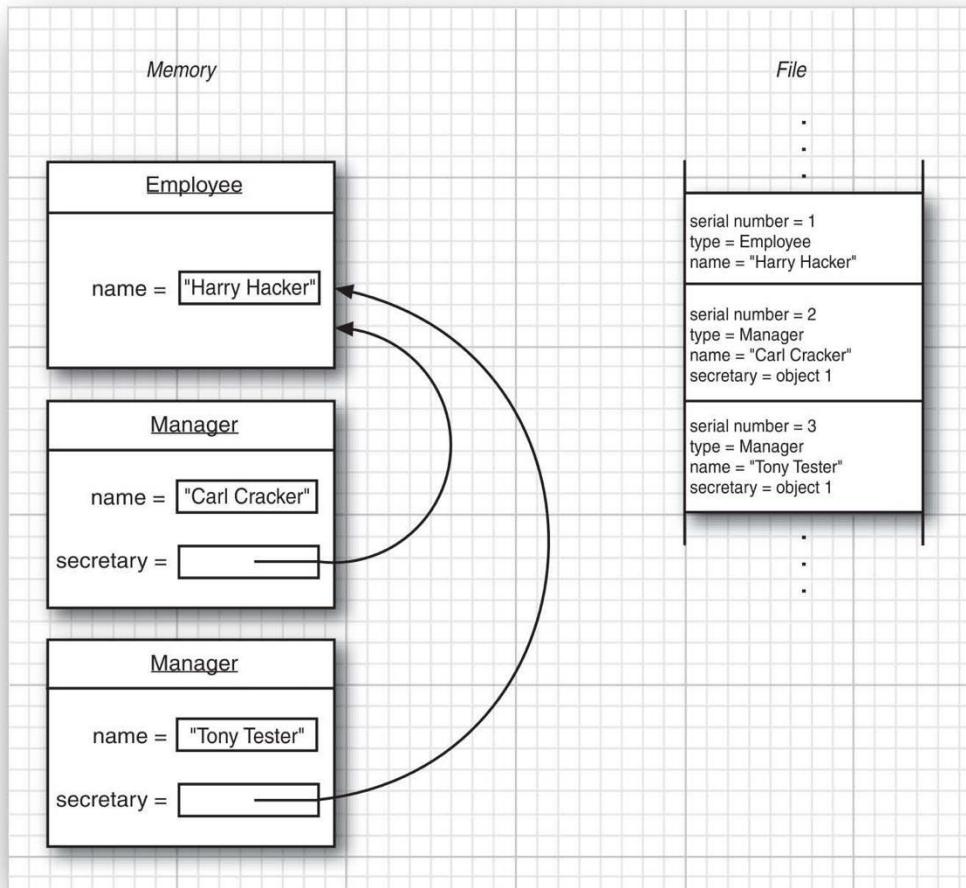 Memory
File
Employee
name = "Harry Hacker"
Manager
name = "Carl Cracker"
secretary =
Manager
name = "Tony Tester"
secretary =
serial number = 1
type = Employee
name = "Harry Hacker"
serial number = 2
type = Manager
name = "Carl Cracker"
secretary = object 1
serial number = 3
type = Manager
name = "Tony Tester"
secretary = object 1